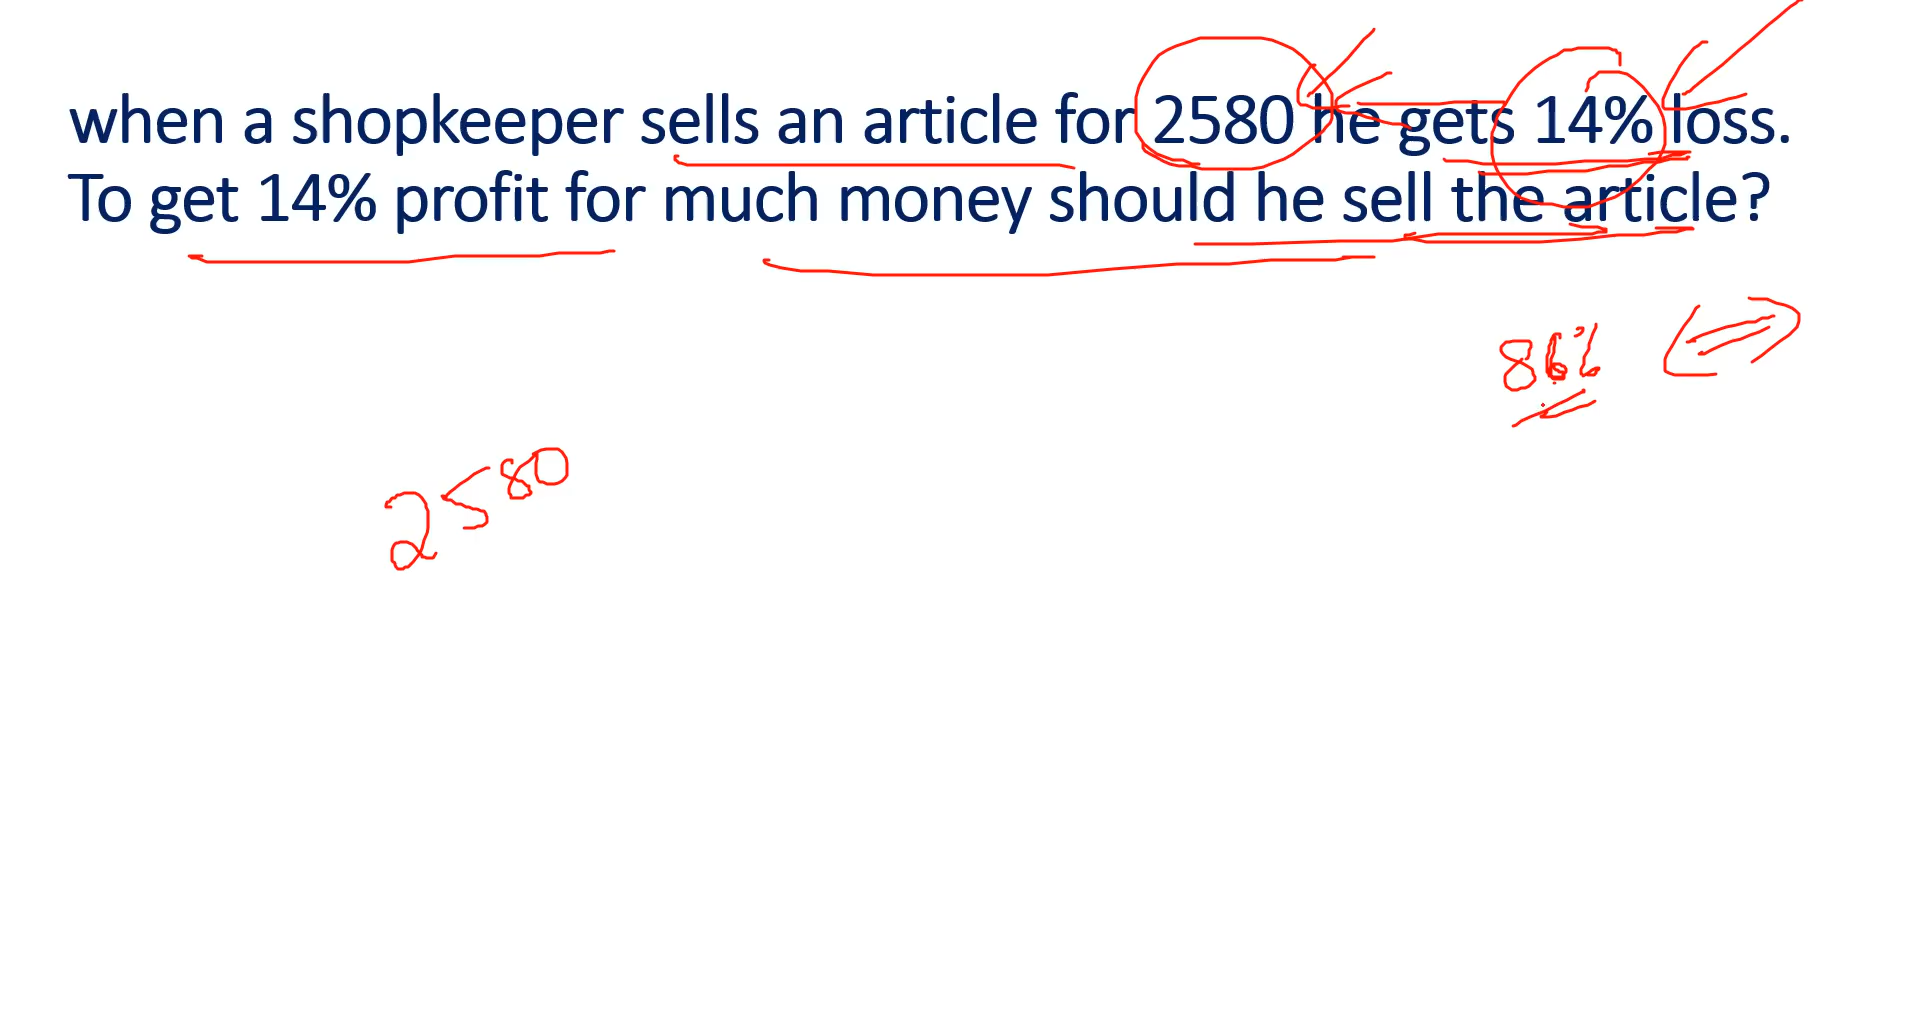 when a shopkeeper sells an article for 2580 he gets 14% loss.
To get 14% profit for much money should he sell the article?
86%
2580